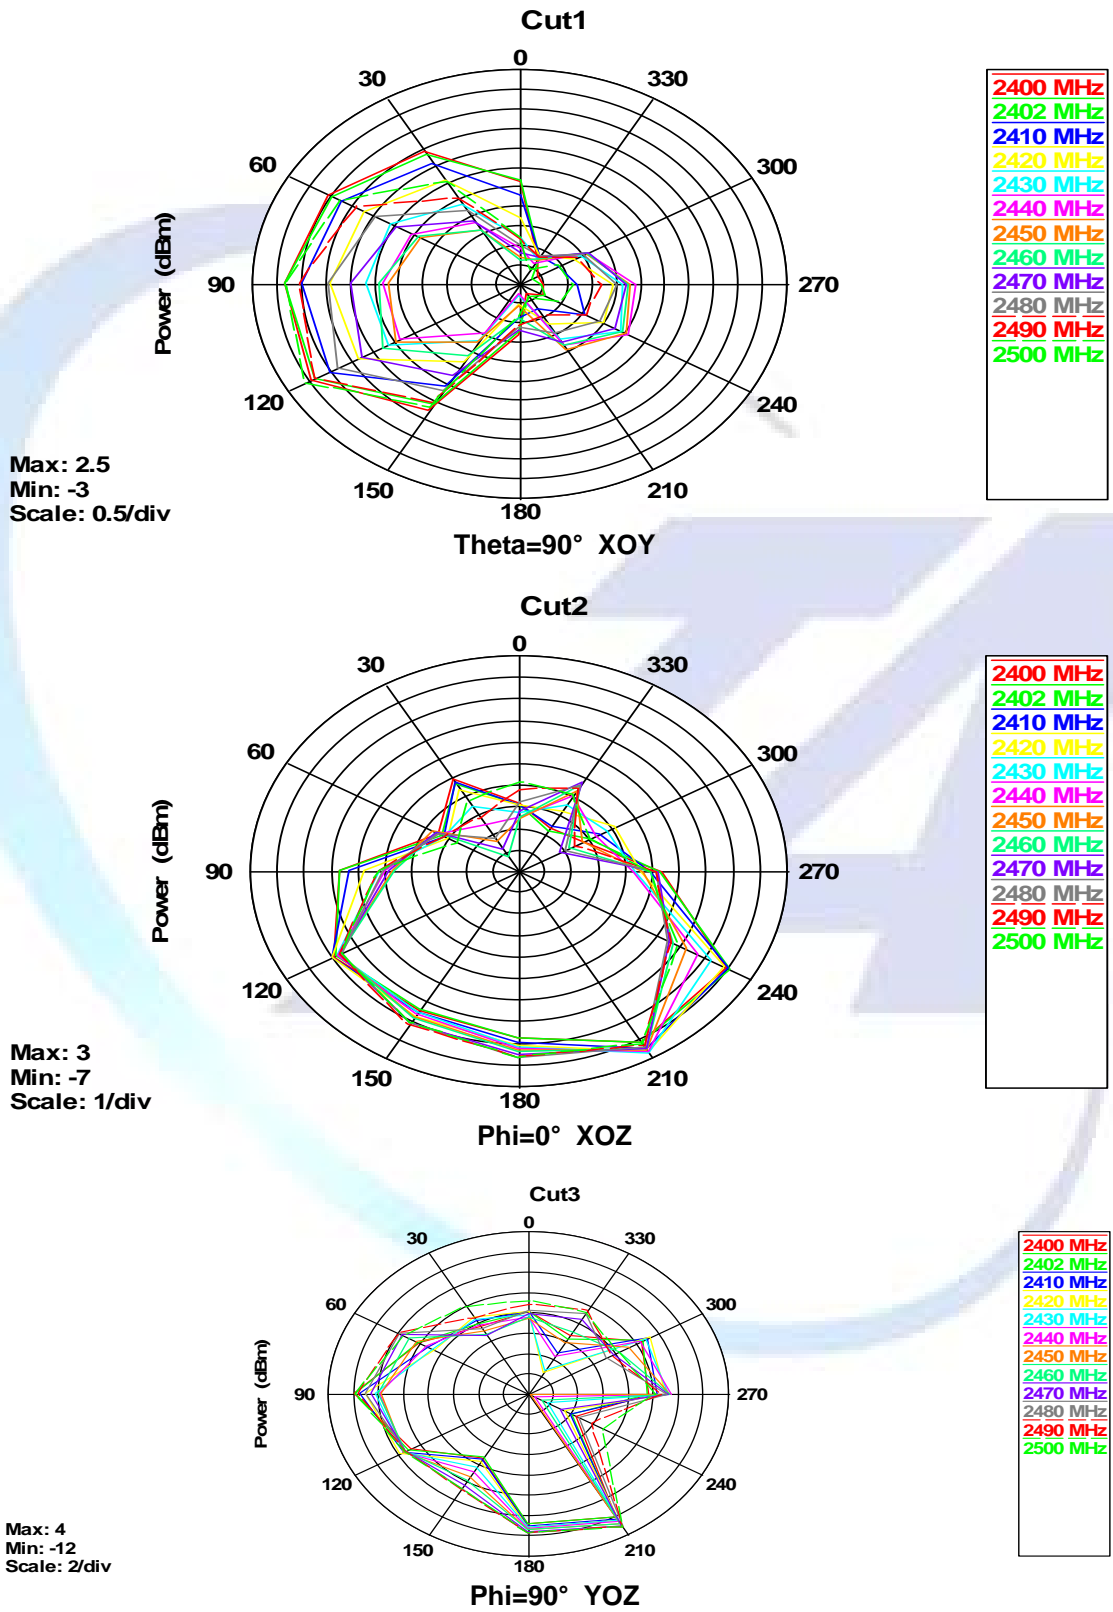 Cut1
0
30
330
60
300
90
270
120
240
150
210
180
Power (dBm)
Max: 2.5
Min: -3
Scale: 0.5/div
Theta=90° XOY
2400 MHz
2402 MHz
2410 MHz
2420 MHz
2430 MHz
2440 MHz
2450 MHz
2460 MHz
2470 MHz
2480 MHz
2490 MHz
2500 MHz
Cut2
0
30
330
60
300
90
270
120
240
150
210
180
Power (dBm)
Max: 3
Min: -7
Scale: 1/div
Phi=0° XOZ
2400 MHz
2402 MHz
2410 MHz
2420 MHz
2430 MHz
2440 MHz
2450 MHz
2460 MHz
2470 MHz
2480 MHz
2490 MHz
2500 MHz
Cut3
0
30
330
60
300
90
270
120
240
150
210
180
Power (dBm)
Max: 4
Min: -12
Scale: 2/div
Phi=90° YOZ
2400 MHz
2402 MHz
2410 MHz
2420 MHz
2430 MHz
2440 MHz
2450 MHz
2460 MHz
2470 MHz
2480 MHz
2490 MHz
2500 MHz